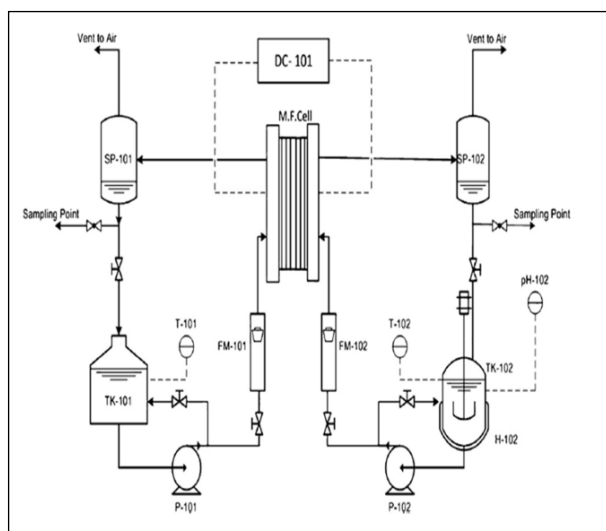 Vent to Air
DC- 101
Vent to Air
M.F.Cell
SP-101
SP-102
Sampling Point
Sampling Point
pH-102
T-101
FM-101
T-102
FM-102
TK-102
TK-101
H-102
P-101
P-102